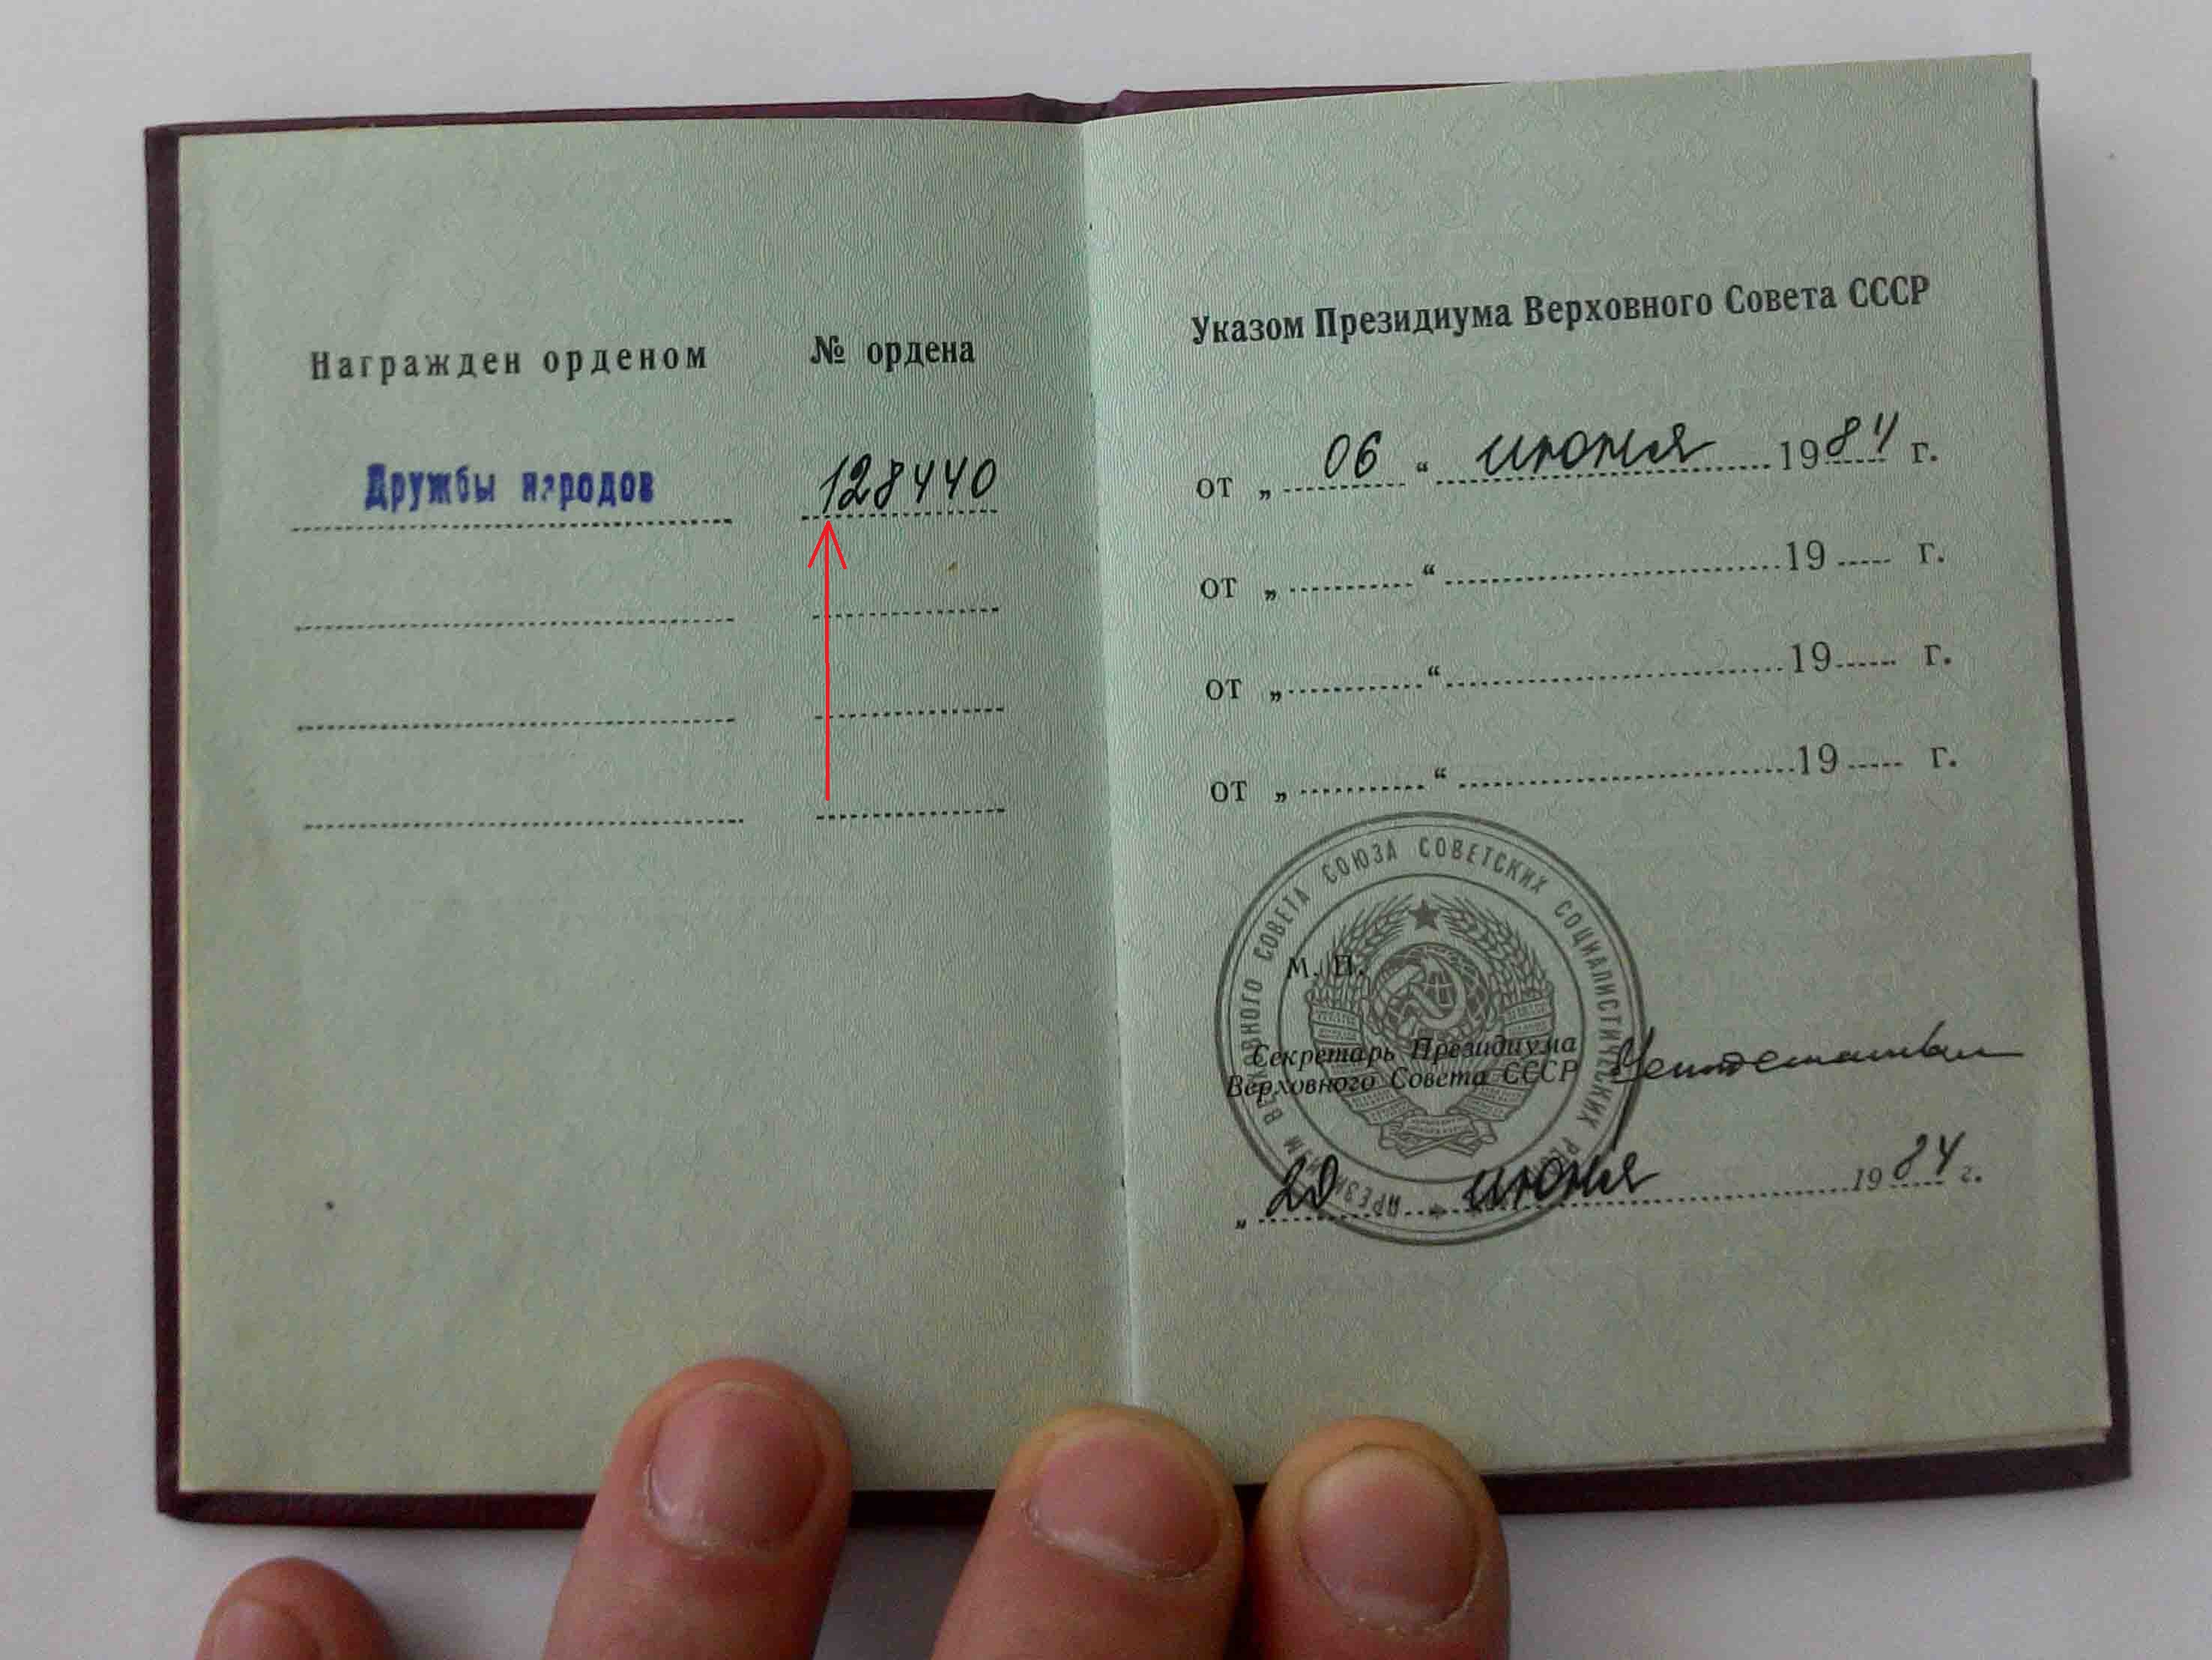 Награжден орденом № ордена
Дружбы народов 128440
Указом Президиума Верховного Совета СССР
от „ 06 “ июня 1984 г.
от „ “ 19 г.
от „ “ 19 г.
от „ “ 19 г.
ПРЕЗИДИУМ ВЕРХОВНОГО СОВЕТА СОЮЗА СОВЕТСКИХ СОЦИАЛИСТИЧЕСКИХ РЕСПУБЛИК
М. П.
Секретарь Президиума
Верховного Совета СССР
„ 20 “ июня 1984 г.